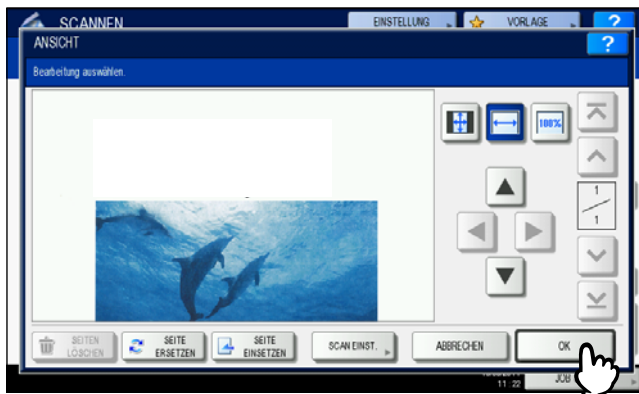 SCANNEN
EINSTELLUNG
VORLAGE
?
ANSICHT
?
Bearbeitung auswählen.
100%
1
1
SEITEN
LÖSCHEN
SEITE
ERSETZEN
SEITE
EINSETZEN
SCAN EINST.
ABBRECHEN
OK
11:22
JOB